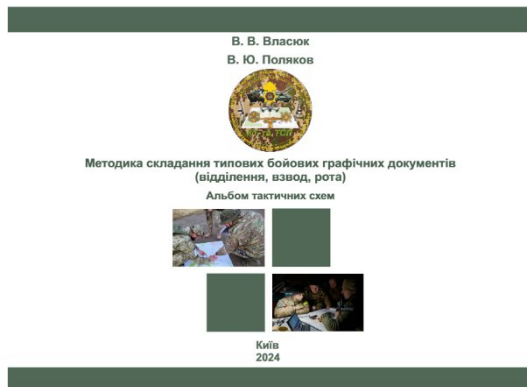 В. В. Власюк
В. Ю. Поляков
Методика складання типових бойових графічних документів
(відділення, взвод, рота)
Альбом тактичних схем
Київ
2024